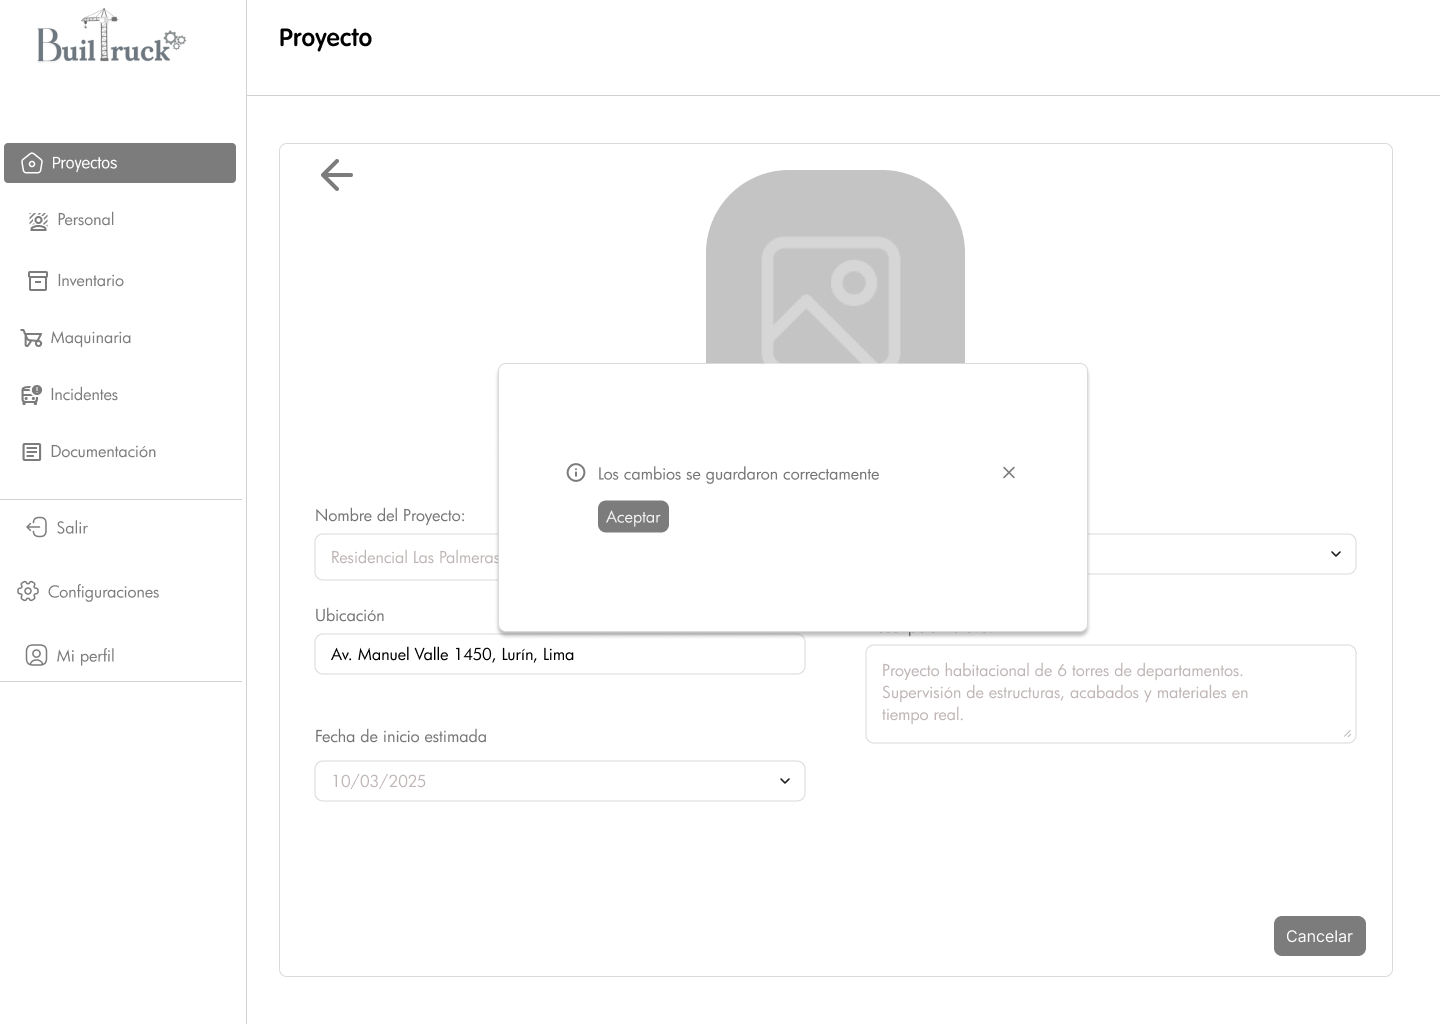 BuilTruck
Proyecto
Proyectos
Personal
Inventario
Maquinaria
Incidentes
Documentación
Salir
Configuraciones
Mi perfil
Los cambios se guardaron correctamente
Aceptar
Nombre del Proyecto:
Residencial Las Palmeras
Ubicación
Av. Manuel Valle 1450, Lurín, Lima
Proyecto habitacional de 6 torres de departamentos.
Supervisión de estructuras, acabados y materiales en
tiempo real.
Fecha de inicio estimada
10/03/2025
Cancelar